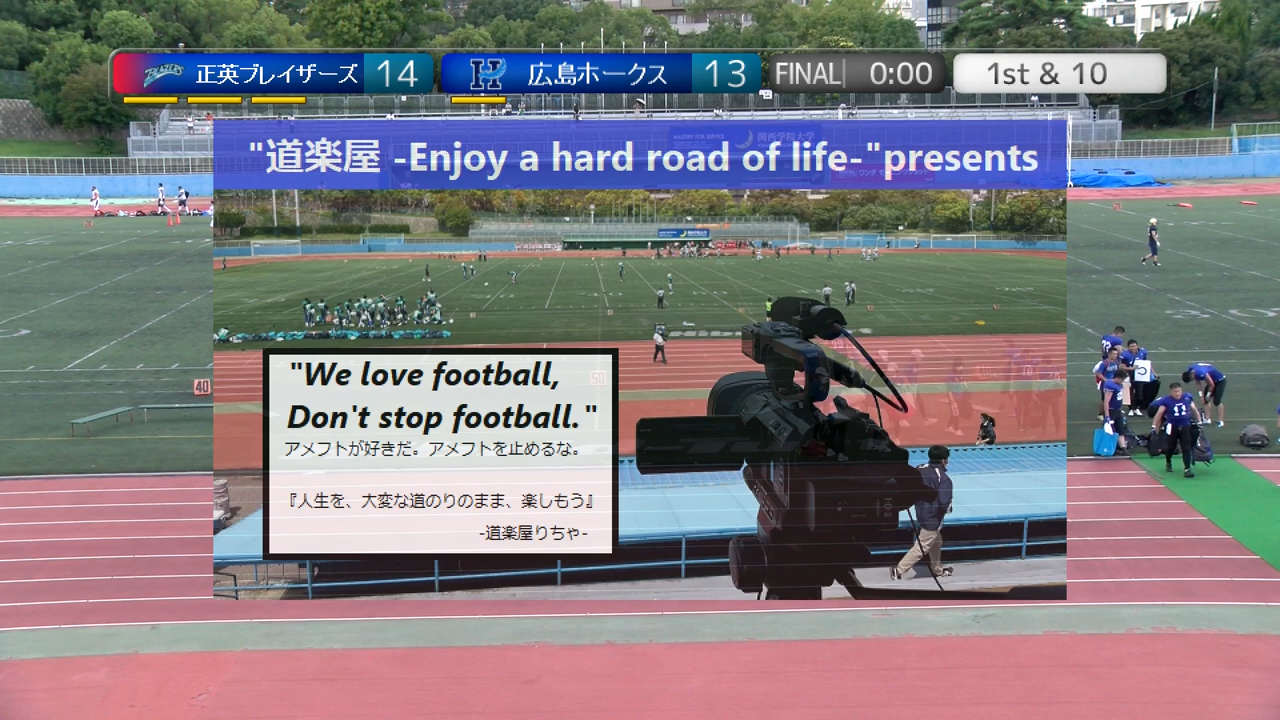 正英ブレイザーズ 14 広島ホークス 13 FINAL 0:00 1st & 10
"道楽屋 -Enjoy a hard road of life-"presents
"We love football,
Don't stop football."
アメフトが好きだ。アメフトを止めるな。
『人生を、大変な道のりのまま、楽しもう』
-道楽屋りちゃ-
40
50